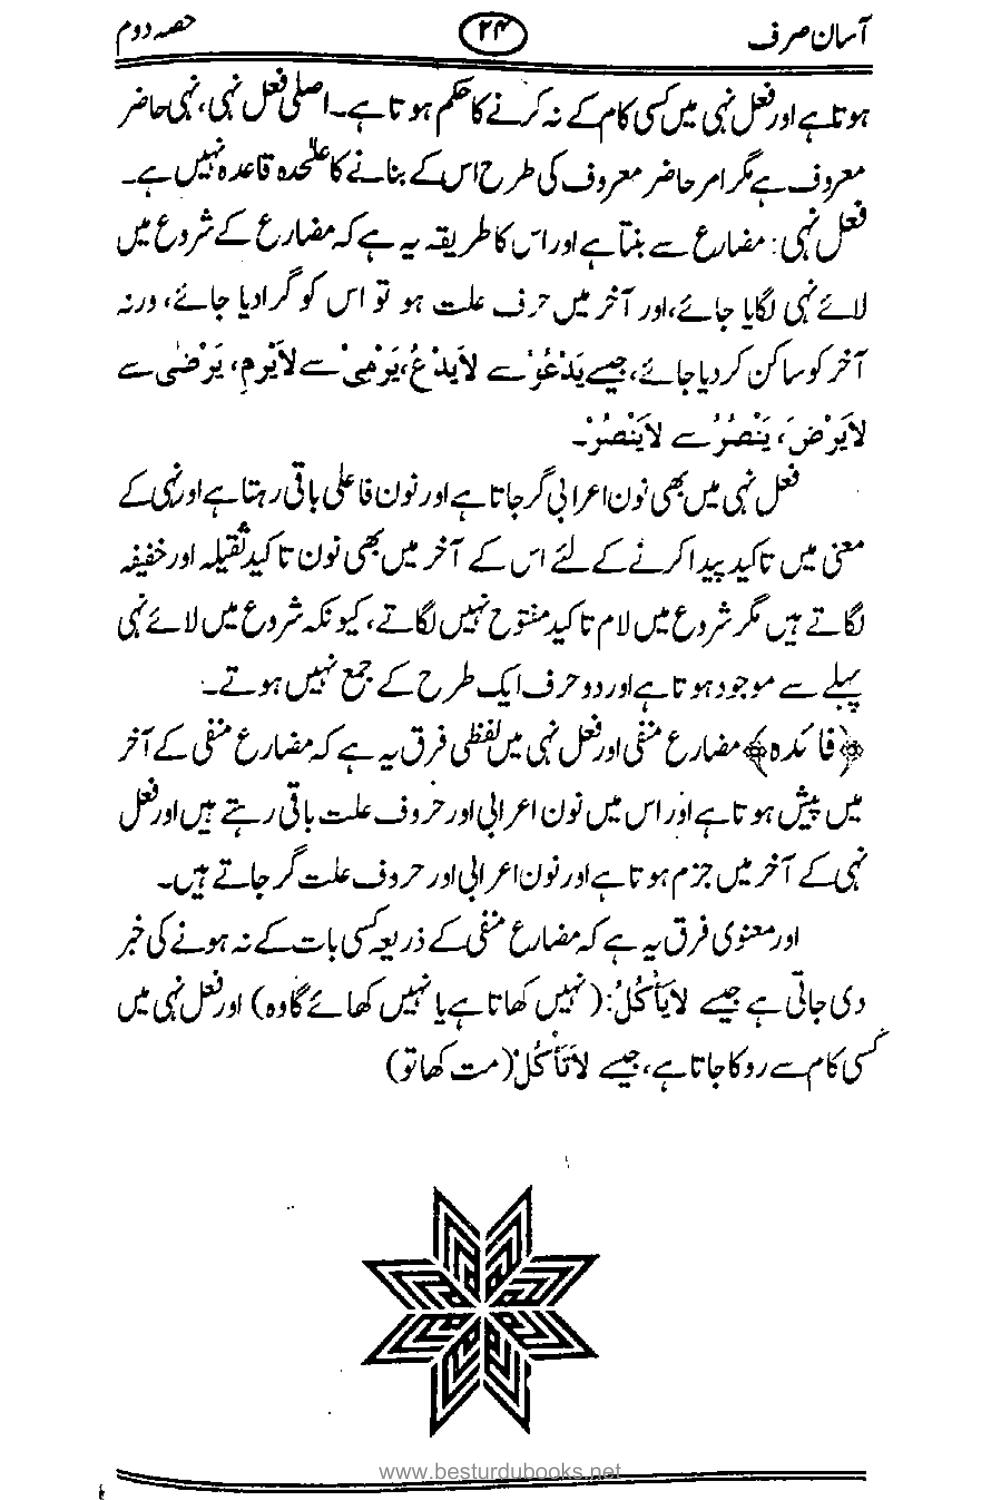 آسان صرف
۲۴
حصہ دوم
ہوتا ہے اور فعل نہی میں کسی کام کے نہ کرنے کا حکم ہوتا ہے۔ اصلی فعل نہی، نہی حاضر
معروف ہے مگر امر حاضر معروف کی طرح اس کے بنانے کا علٰحدہ قاعدہ نہیں ہے۔
فعل نہی: مضارع سے بنتا ہے اور اس کا طریقہ یہ ہے کہ مضارع کے شروع میں
لائے نہی لگایا جائے، اور آخر میں حرف علت ہو تو اس کو گرادیا جائے، ورنہ
آخر کو ساکن کردیا جائے، جیسے یَدْعُوْ سے لاَیَدْعُ، یَرْمِیْ سے لاَیَرْمِ، یَرْضٰی سے
لاَیَرْضَ، یَنْصُرُ سے لاَیَنْصُرْ۔
فعل نہی میں بھی نون اعرابی گر جاتا ہے اور نون فاعلی باقی رہتا ہے اور نہی کے
معنی میں تاکید پیدا کرنے کے لئے اس کے آخر میں بھی نون تاکید ثقیلہ اور خفیفہ
لگاتے ہیں مگر شروع میں لام تاکید مفتوح نہیں لگاتے، کیونکہ شروع میں لائے نہی
پہلے سے موجود ہوتا ہے اور دو حرف ایک طرح کے جمع نہیں ہوتے۔
﴿فائدہ﴾ مضارع منفی اور فعل نہی میں لفظی فرق یہ ہے کہ مضارع منفی کے آخر
میں پیش ہوتا ہے اور اس میں نون اعرابی اور حروف علت باقی رہتے ہیں اور فعل
نہی کے آخر میں جزم ہوتا ہے اور نون اعرابی اور حروف علت گر جاتے ہیں۔
اور معنوی فرق یہ ہے کہ مضارع منفی کے ذریعہ کسی بات کے نہ ہونے کی خبر
دی جاتی ہے جیسے لاَیَأْکُلُ: (نہیں کھاتا ہے یا نہیں کھائے گا وہ) اور فعل نہی میں
کسی کام سے روکا جاتا ہے، جیسے لاَتَأْکُلْ (مت کھا تو)
www.besturdubooks.net